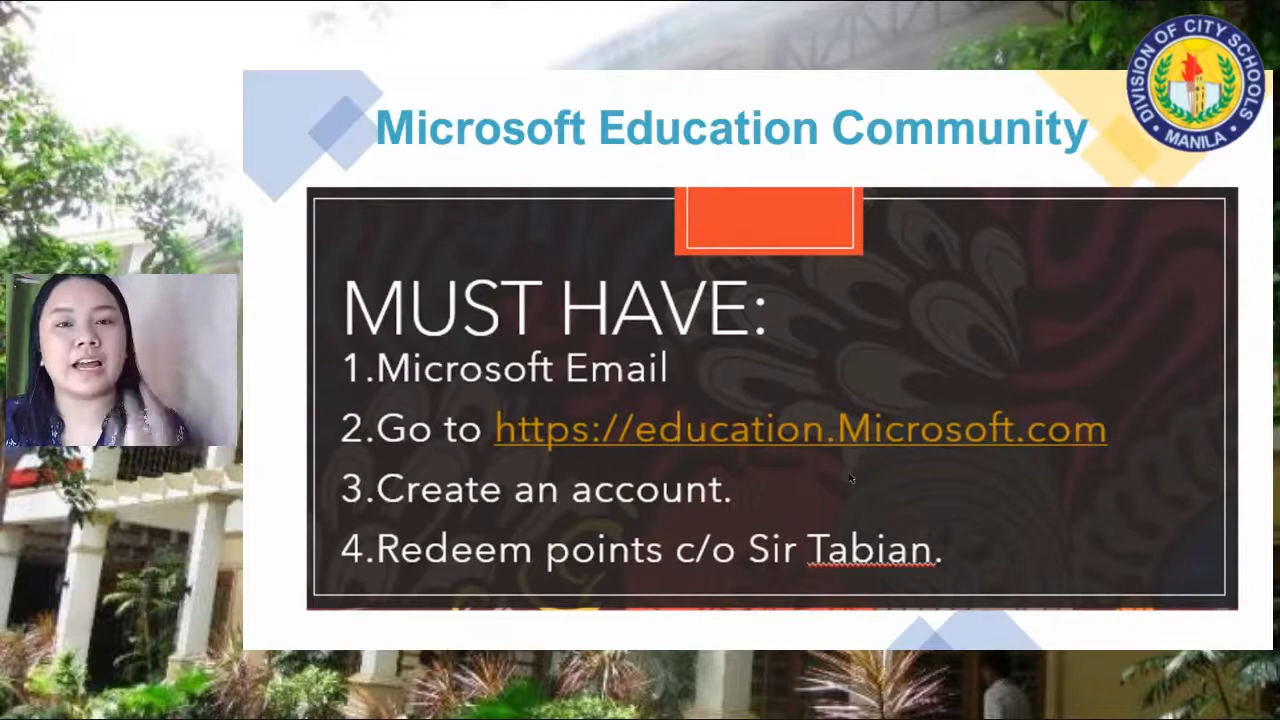 Microsoft Education Community
DIVISION OF CITY SCHOOLS
• MANILA •
MUST HAVE:
1.Microsoft Email
2.Go to https://education.Microsoft.com
3.Create an account.
4.Redeem points c/o Sir Tabian.